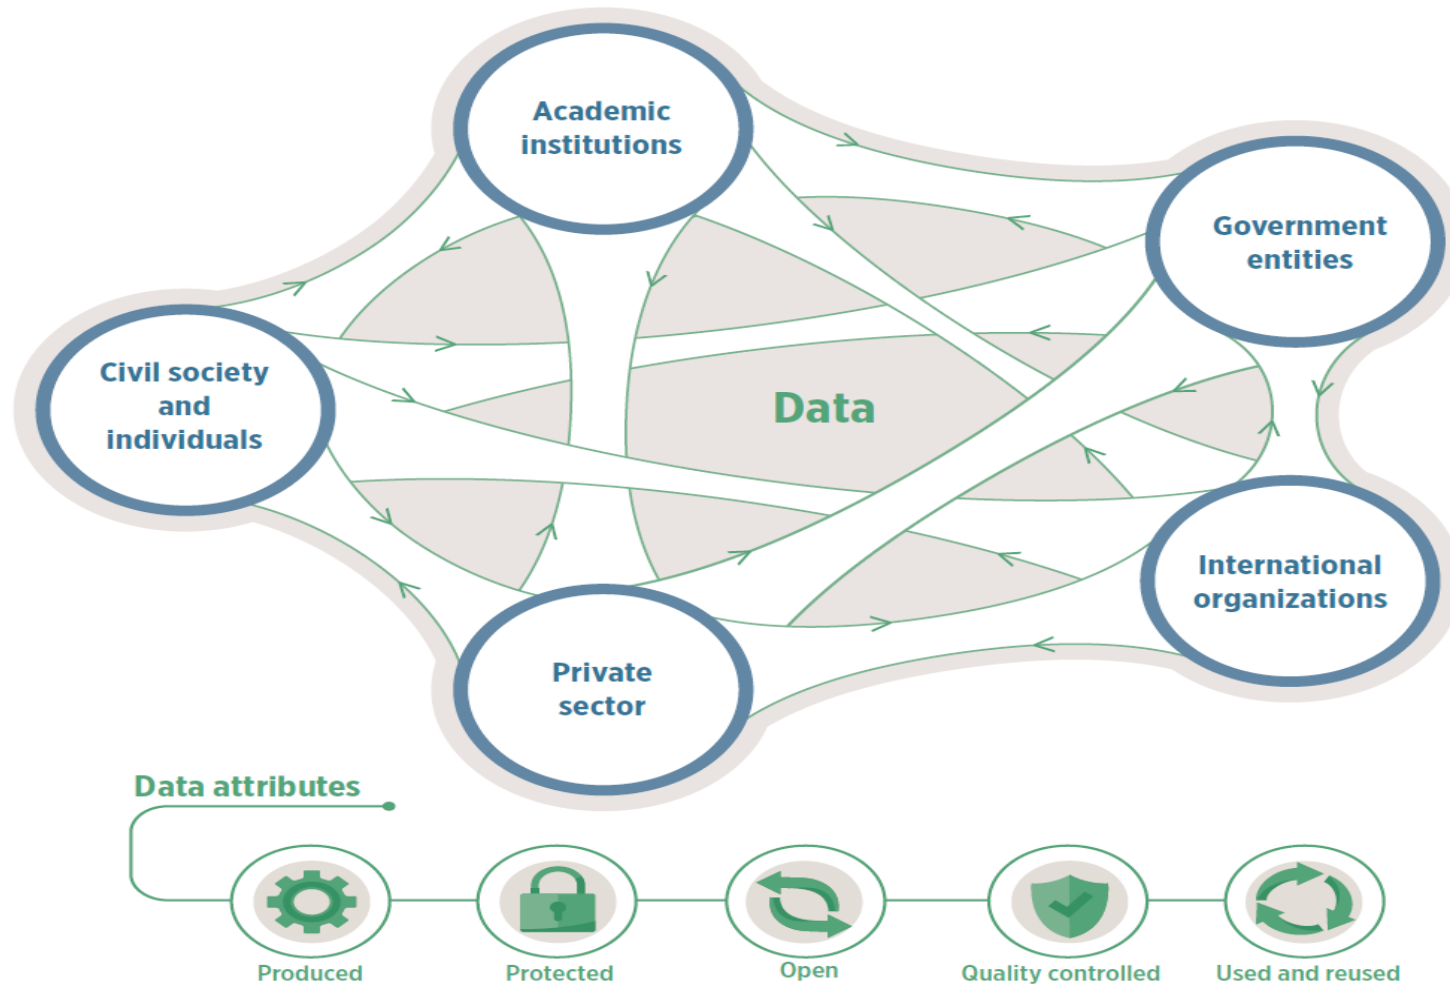 Academic
institutions
Government
entities
Civil society
and
individuals
Data
International
organizations
Private
sector
Data attributes
Produced
Protected
Open
Quality controlled
Used and reused